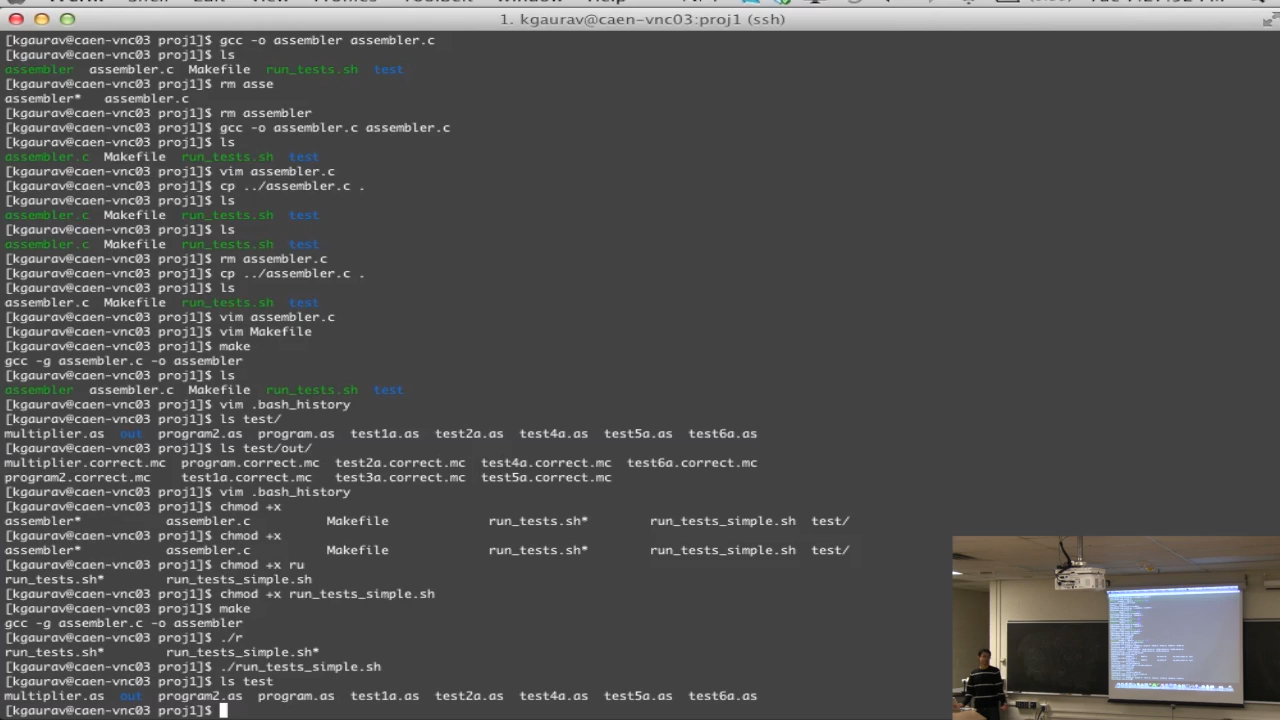 1. kgaurav@caen-vnc03:proj1 (ssh)
[kgaurav@caen-vnc03 proj1]$ gcc -o assembler assembler.c
[kgaurav@caen-vnc03 proj1]$ ls
assembler assembler.c Makefile run_tests.sh test
[kgaurav@caen-vnc03 proj1]$ rm asse
assembler* assembler.c
[kgaurav@caen-vnc03 proj1]$ rm assembler
[kgaurav@caen-vnc03 proj1]$ gcc -o assembler.c assembler.c
[kgaurav@caen-vnc03 proj1]$ ls
assembler.c Makefile run_tests.sh test
[kgaurav@caen-vnc03 proj1]$ vim assembler.c
[kgaurav@caen-vnc03 proj1]$ cp ../assembler.c .
[kgaurav@caen-vnc03 proj1]$ ls
assembler.c Makefile run_tests.sh test
[kgaurav@caen-vnc03 proj1]$ ls
assembler.c Makefile run_tests.sh test
[kgaurav@caen-vnc03 proj1]$ rm assembler.c
[kgaurav@caen-vnc03 proj1]$ cp ../assembler.c .
[kgaurav@caen-vnc03 proj1]$ ls
assembler.c Makefile run_tests.sh test
[kgaurav@caen-vnc03 proj1]$ vim assembler.c
[kgaurav@caen-vnc03 proj1]$ vim Makefile
[kgaurav@caen-vnc03 proj1]$ make
gcc -g assembler.c -o assembler
[kgaurav@caen-vnc03 proj1]$ ls
assembler assembler.c Makefile run_tests.sh test
[kgaurav@caen-vnc03 proj1]$ vim .bash_history
[kgaurav@caen-vnc03 proj1]$ ls test/
multiplier.as out program2.as program.as test1a.as test2a.as test4a.as test5a.as test6a.as
[kgaurav@caen-vnc03 proj1]$ ls test/out/
multiplier.correct.mc program.correct.mc test2a.correct.mc test4a.correct.mc test6a.correct.mc
program2.correct.mc test1a.correct.mc test3a.correct.mc test5a.correct.mc
[kgaurav@caen-vnc03 proj1]$ vim .bash_history
[kgaurav@caen-vnc03 proj1]$ chmod +x
assembler* assembler.c Makefile run_tests.sh* run_tests_simple.sh test/
[kgaurav@caen-vnc03 proj1]$ chmod +x
assembler* assembler.c Makefile run_tests.sh* run_tests_simple.sh test/
[kgaurav@caen-vnc03 proj1]$ chmod +x ru
run_tests.sh* run_tests_simple.sh
[kgaurav@caen-vnc03 proj1]$ chmod +x run_tests_simple.sh
[kgaurav@caen-vnc03 proj1]$ make
gcc -g assembler.c -o assembler
[kgaurav@caen-vnc03 proj1]$ ./r
run_tests.sh* run_tests_simple.sh*
[kgaurav@caen-vnc03 proj1]$ ./run_tests_simple.sh
[kgaurav@caen-vnc03 proj1]$ ls test
multiplier.as out program2.as program.as test1a.as test2a.as test4a.as test5a.as test6a.as
[kgaurav@caen-vnc03 proj1]$